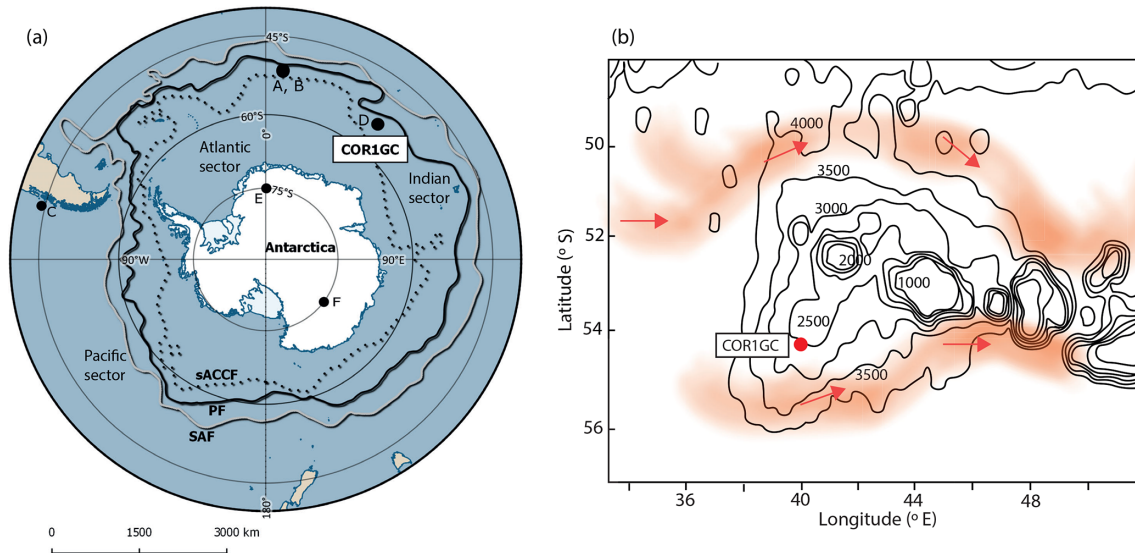 (a)
45°S
A, B
60°S
0°
D
COR1GC
Atlantic
sector
Indian
sector
E
75°S
C
Antarctica
90°W
90°E
F
Pacific
sector
sACCF
PF
SAF
180°
0 1500 3000 km
(b)
Latitude (° S)
50
52
54
56
4000
3500
3000
2000
1000
2500
COR1GC
3500
36 40 44 48
Longitude (° E)